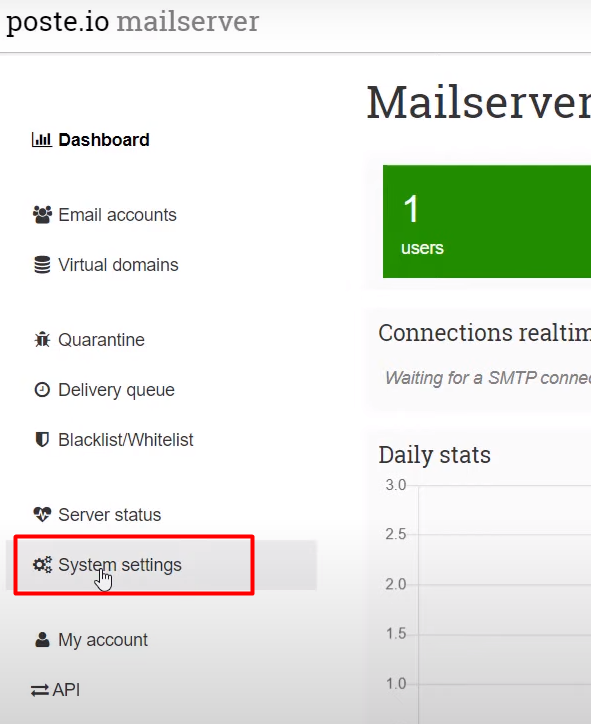 poste.io mailserver
Dashboard
Email accounts
Virtual domains
Quarantine
Delivery queue
Blacklist/Whitelist
Server status
System settings
My account
API
Mailserver
1
users
Connections realtim
Waiting for a SMTP connec
Daily stats
3.0
2.5
2.0
1.5
1.0